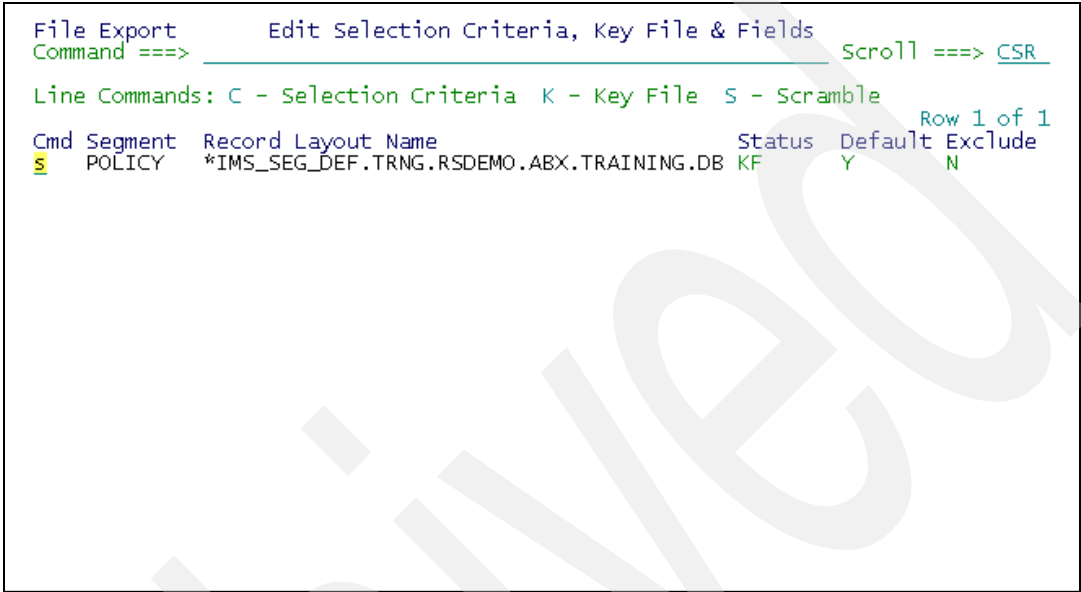 File Export Edit Selection Criteria, Key File & Fields
Command ===> Scroll ===> CSR
Line Commands: C - Selection Criteria K - Key File S - Scramble
Row 1 of 1
Cmd Segment Record Layout Name Status Default Exclude
s POLICY *IMS_SEG_DEF.TRNG.RSDEMO.ABX.TRAINING.DB KF Y N